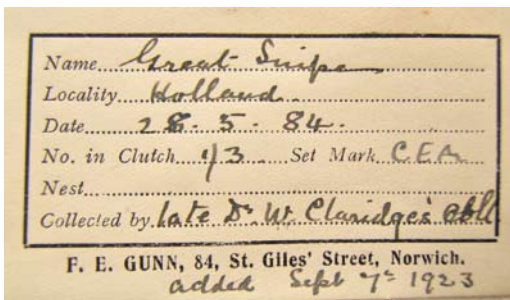 Name Great Snipe
Locality Holland.
Date 28. 5. 84.
No. in Clutch 1/3 Set Mark C.E.A.
Nest
Collected by late Dr W. Claridge's Coll
F. E. GUNN, 84, St. Giles' Street, Norwich.
added Sept 7th 1923